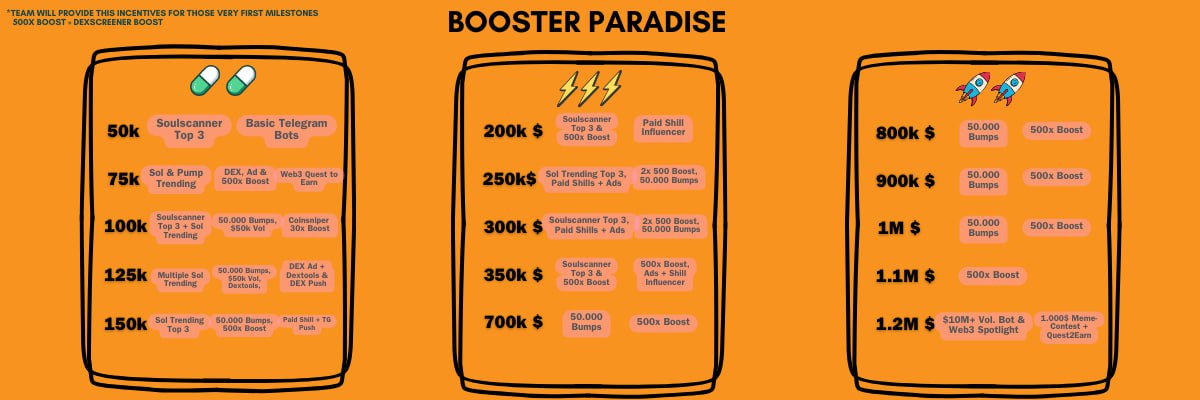 *TEAM WILL PROVIDE THIS INCENTIVES FOR THOSE VERY FIRST MILESTONES
500X BOOST = DEXSCREENER BOOST
BOOSTER PARADISE
50k
Soulscanner
Top 3
Basic Telegram
Bots
75k
Sol & Pump
Trending
DEX, Ad &
500x Boost
Web3 Quest to
Earn
100k
Soulscanner
Top 3 + Sol
Trending
50.000 Bumps,
$50k Vol
Coinsniper
30x Boost
125k
Multiple Sol
Trending
50.000 Bumps,
$50k Vol,
Dextools,
DEX Ad +
Dextools &
DEX Push
150k
Sol Trending
Top 3
50.000 Bumps,
500x Boost
Paid Shill + TG
Push
200k $
Soulscanner
Top 3 &
500x Boost
Paid Shill
Influencer
250k$
Sol Trending Top 3,
Paid Shills + Ads
2x 500 Boost,
50.000 Bumps
300k $
Soulscanner Top 3,
Paid Shills + Ads
2x 500 Boost,
50.000 Bumps
350k $
Soulscanner
Top 3 &
500x Boost
500x Boost,
Ads + Shill
Influencer
700k $
50.000
Bumps
500x Boost
800k $
50.000
Bumps
500x Boost
900k $
50.000
Bumps
500x Boost
1M $
50.000
Bumps
500x Boost
1.1M $
500x Boost
1.2M $
$10M+ Vol. Bot &
Web3 Spotlight
1.000$ Meme-
Contest +
Quest2Earn